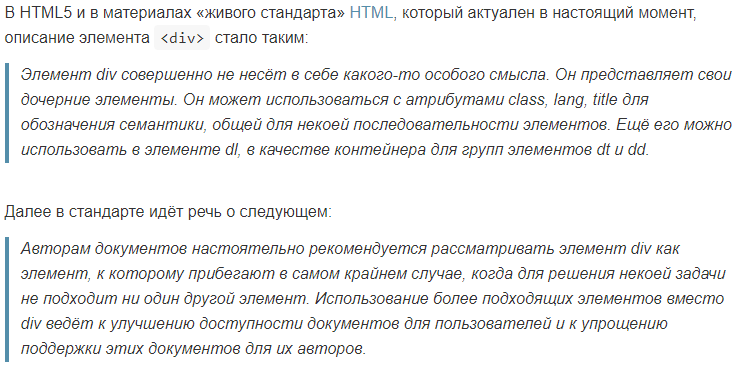 В HTML5 и в материалах «живого стандарта» HTML, который актуален в настоящий момент,
описание элемента <div> стало таким:
Элемент div совершенно не несёт в себе какого-то особого смысла. Он представляет свои
дочерние элементы. Он может использоваться с атрибутами class, lang, title для
обозначения семантики, общей для некоей последовательности элементов. Ещё его можно
использовать в элементе dl, в качестве контейнера для групп элементов dt и dd.
Далее в стандарте идёт речь о следующем:
Авторам документов настоятельно рекомендуется рассматривать элемент div как
элемент, к которому прибегают в самом крайнем случае, когда для решения некоей задачи
не подходит ни один другой элемент. Использование более подходящих элементов вместо
div ведёт к улучшению доступности документов для пользователей и к упрощению
поддержки этих документов для их авторов.